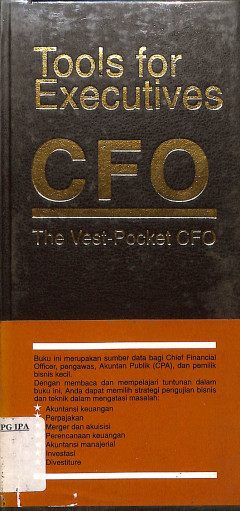 Tools for
Executives
CFO
The Vest-Pocket CFO
Buku ini merupakan sumber data bagi Chief Financial
Officer, pengawas, Akuntan Publik (CPA), dan pemilik
bisnis kecil.
Dengan membaca dan mempelajari tuntunan dalam
buku ini, Anda dapat memilih strategi pengujian bisnis
dan teknik dalam mengatasi masalah:
Akuntansi keuangan
Perpajakan
Merger dan akuisisi
Perencanaan keuangan
Akuntansi manajerial
Investasi
Divestiture
PG IPA